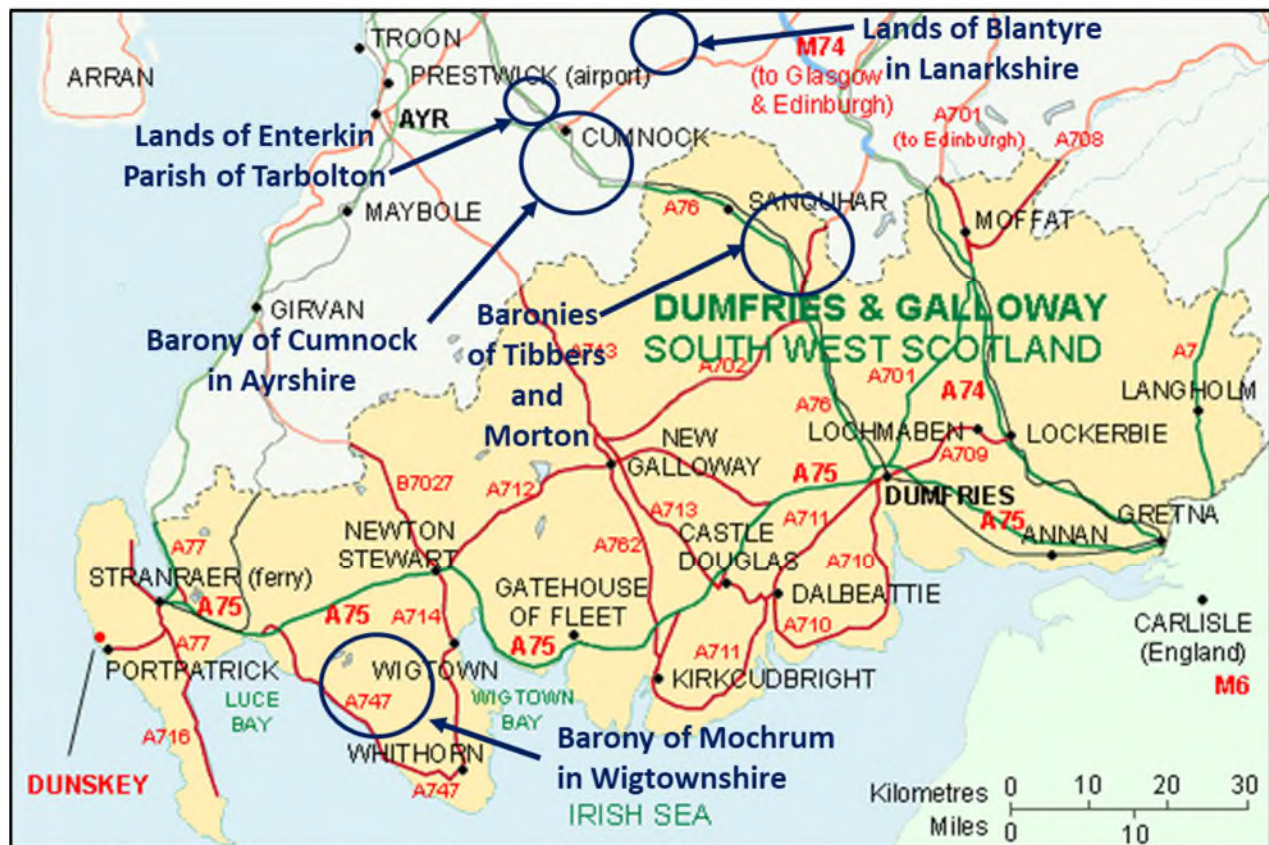 Lands of Blantyre
in Lanarkshire
TROON
M74
(to Glasgow
& Edinburgh)
ARRAN
PRESTWICK (airport)
A701
(to Edinburgh)
A708
AYR
CUMNOCK
Lands of Enterkin
Parish of Tarbolton
MAYBOLE
A76
SANQUHAR
MOFFAT
GIRVAN
Barony of Cumnock
in Ayrshire
Baronies
of Tibbers
and
Morton
DUMFRIES & GALLOWAY
SOUTH WEST SCOTLAND
A713
A702
A701
A7
A74
A76
LANGHOLM
LOCHMABEN
LOCKERBIE
A709
NEW
GALLOWAY
B7027
A712
A75
DUMFRIES
A713
A711
A75
GRETNA
ANNAN
NEWTON
STEWART
A762
CASTLE
DOUGLAS
A710
A77
STRANRAER (ferry)
A75
A75
A714
GATEHOUSE
OF FLEET
DALBEATTIE
CARLISLE
(England)
M6
A77
PORTPATRICK
WIGTOWN
A75
A711
A710
KIRKCUDBRIGHT
LUCE
BAY
A747
WIGTOWN
BAY
A716
WHITHORN
A747
Barony of Mochrum
in Wigtownshire
DUNSKEY
IRISH SEA
Kilometres 0 10 20 30
Miles 0 10